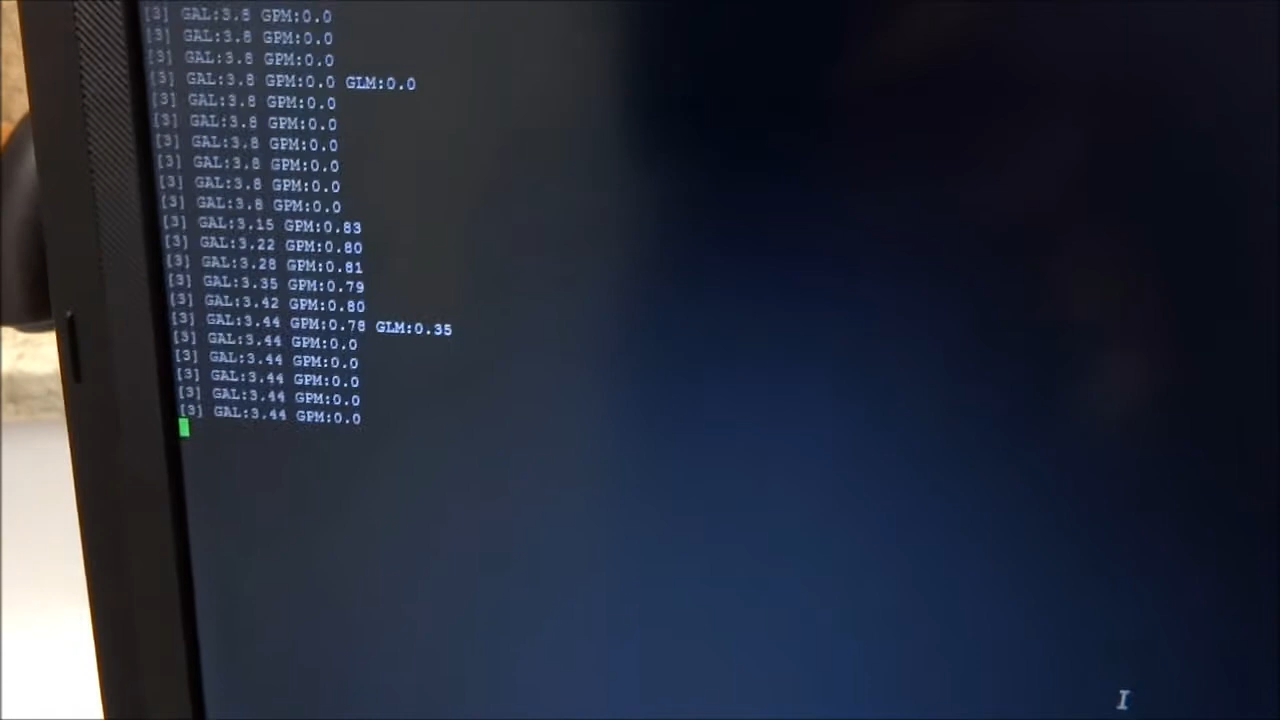 [3] GAL:3.8 GPM:0.0
[3] GAL:3.8 GPM:0.0
[3] GAL:3.8 GPM:0.0
[3] GAL:3.8 GPM:0.0 GLM:0.0
[3] GAL:3.8 GPM:0.0
[3] GAL:3.8 GPM:0.0
[3] GAL:3.8 GPM:0.0
[3] GAL:3.8 GPM:0.0
[3] GAL:3.8 GPM:0.0
[3] GAL:3.8 GPM:0.0
[3] GAL:3.15 GPM:0.83
[3] GAL:3.22 GPM:0.80
[3] GAL:3.28 GPM:0.81
[3] GAL:3.35 GPM:0.79
[3] GAL:3.42 GPM:0.80
[3] GAL:3.44 GPM:0.78 GLM:0.35
[3] GAL:3.44 GPM:0.0
[3] GAL:3.44 GPM:0.0
[3] GAL:3.44 GPM:0.0
[3] GAL:3.44 GPM:0.0
[3] GAL:3.44 GPM:0.0